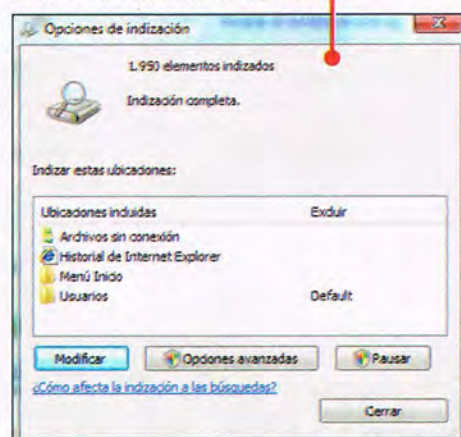 Opciones de indización
1.950 elementos indizados
Indización completa.
Indizar estas ubicaciones:
Ubicaciones incluidas Excluir
Archivos sin conexión
Historial de Internet Explorer
Menú Inicio
Usuarios Default
Modificar Opciones avanzadas Pausar
¿Cómo afecta la indización a las búsquedas?
Cerrar